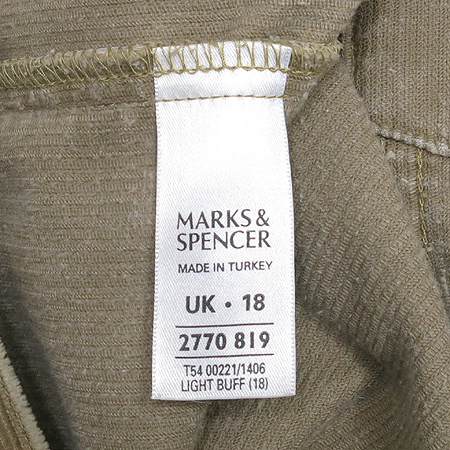 MARKS &
SPENCER
MADE IN TURKEY
UK • 18
2770 819
T54 00221/1406
LIGHT BUFF (18)